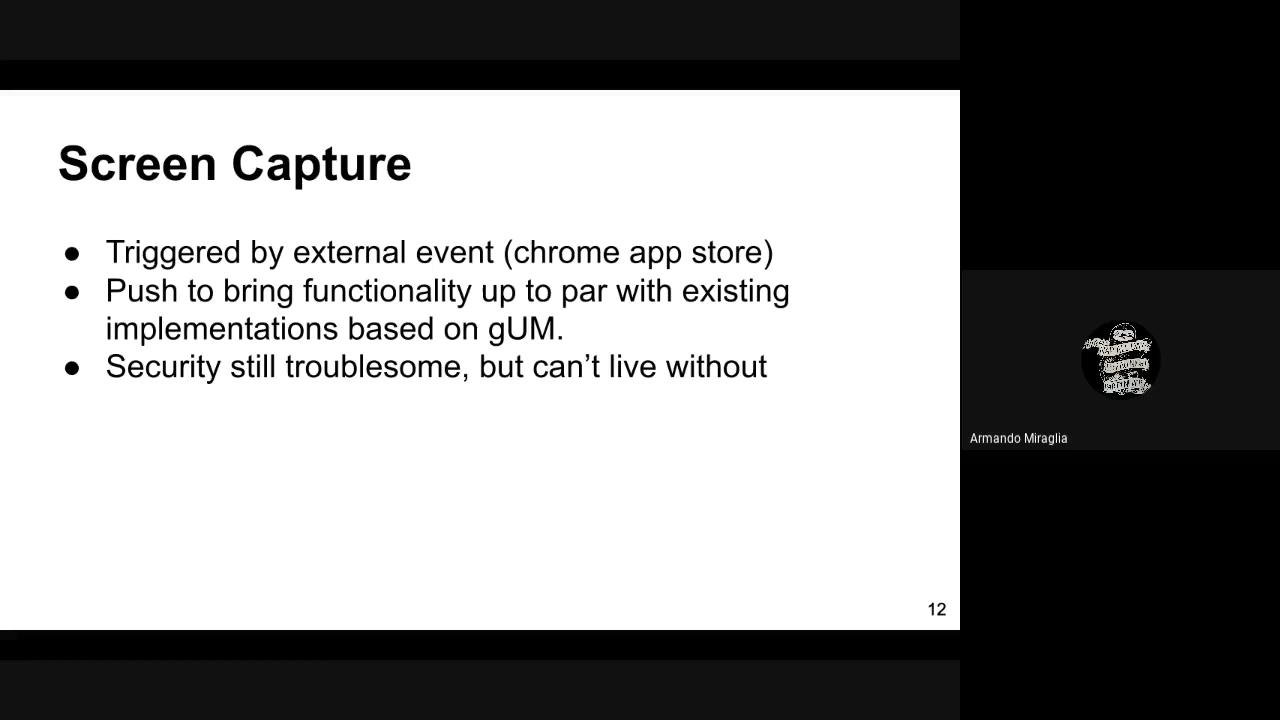 Screen Capture
● Triggered by external event (chrome app store)
● Push to bring functionality up to par with existing
implementations based on gUM.
● Security still troublesome, but can’t live without
12
Armando Miraglia